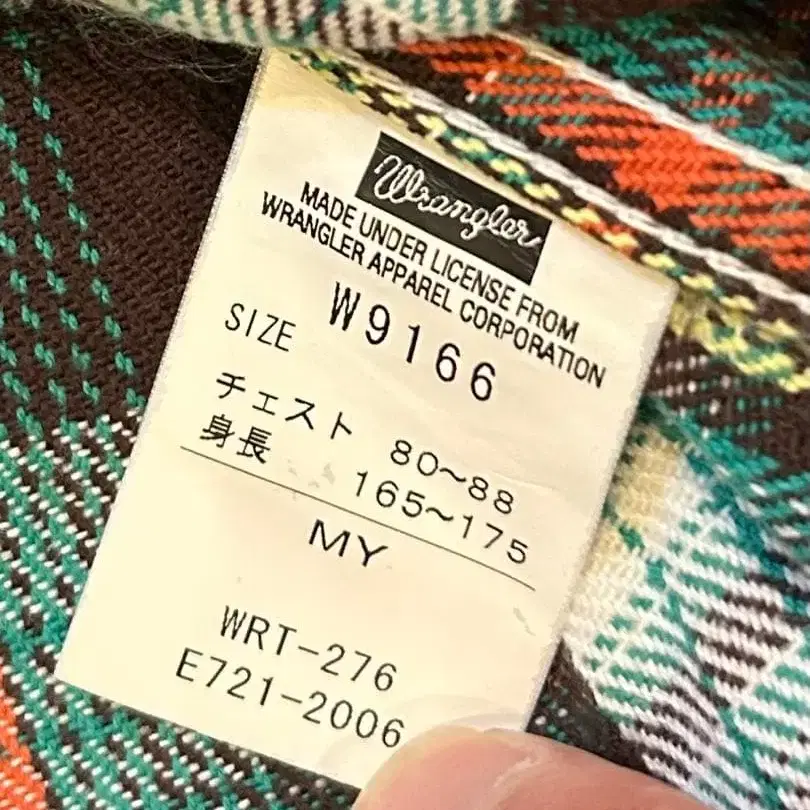 Wrangler
MADE UNDER LICENSE FROM
WRANGLER APPAREL CORPORATION
W9166
SIZE
チェスト 80〜88
身長 165〜175
MY
WRT-276
E721-2006